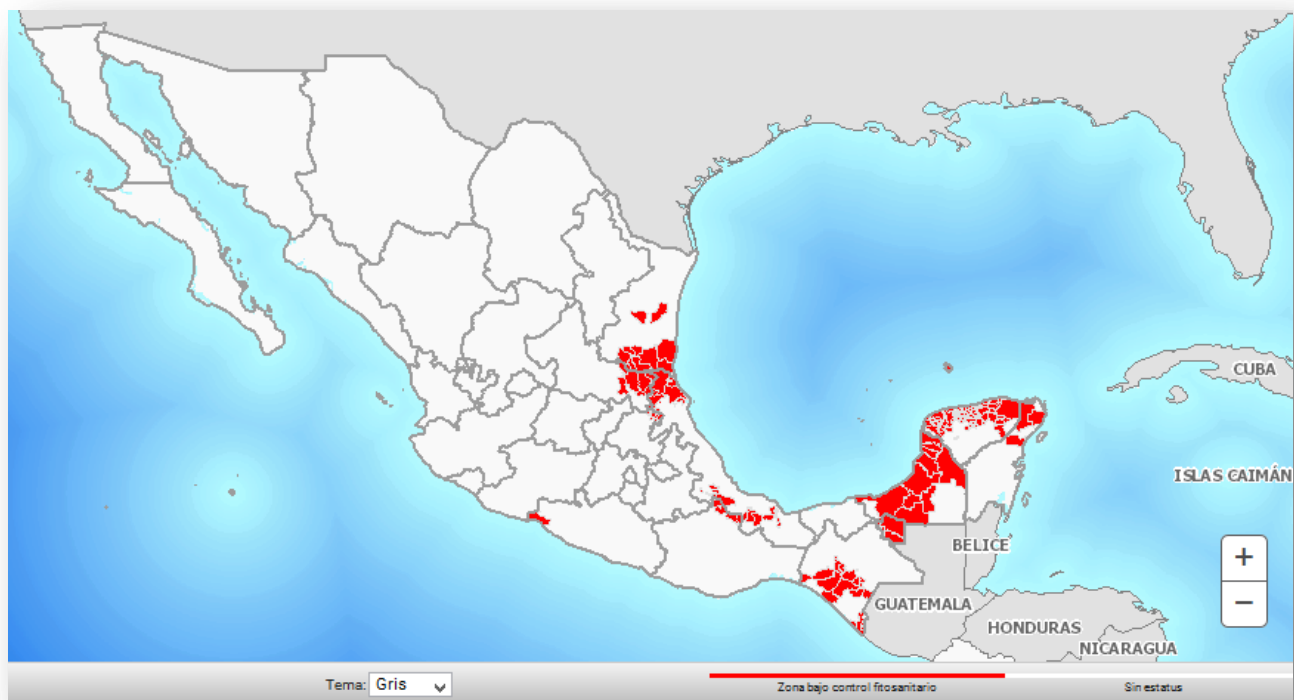 CUBA
ISLAS CAIMÁN
BELICE
GUATEMALA
HONDURAS
NICARAGUA
+
−
Tema: Gris
Zona bajo control fitosanitario
Sin estatus